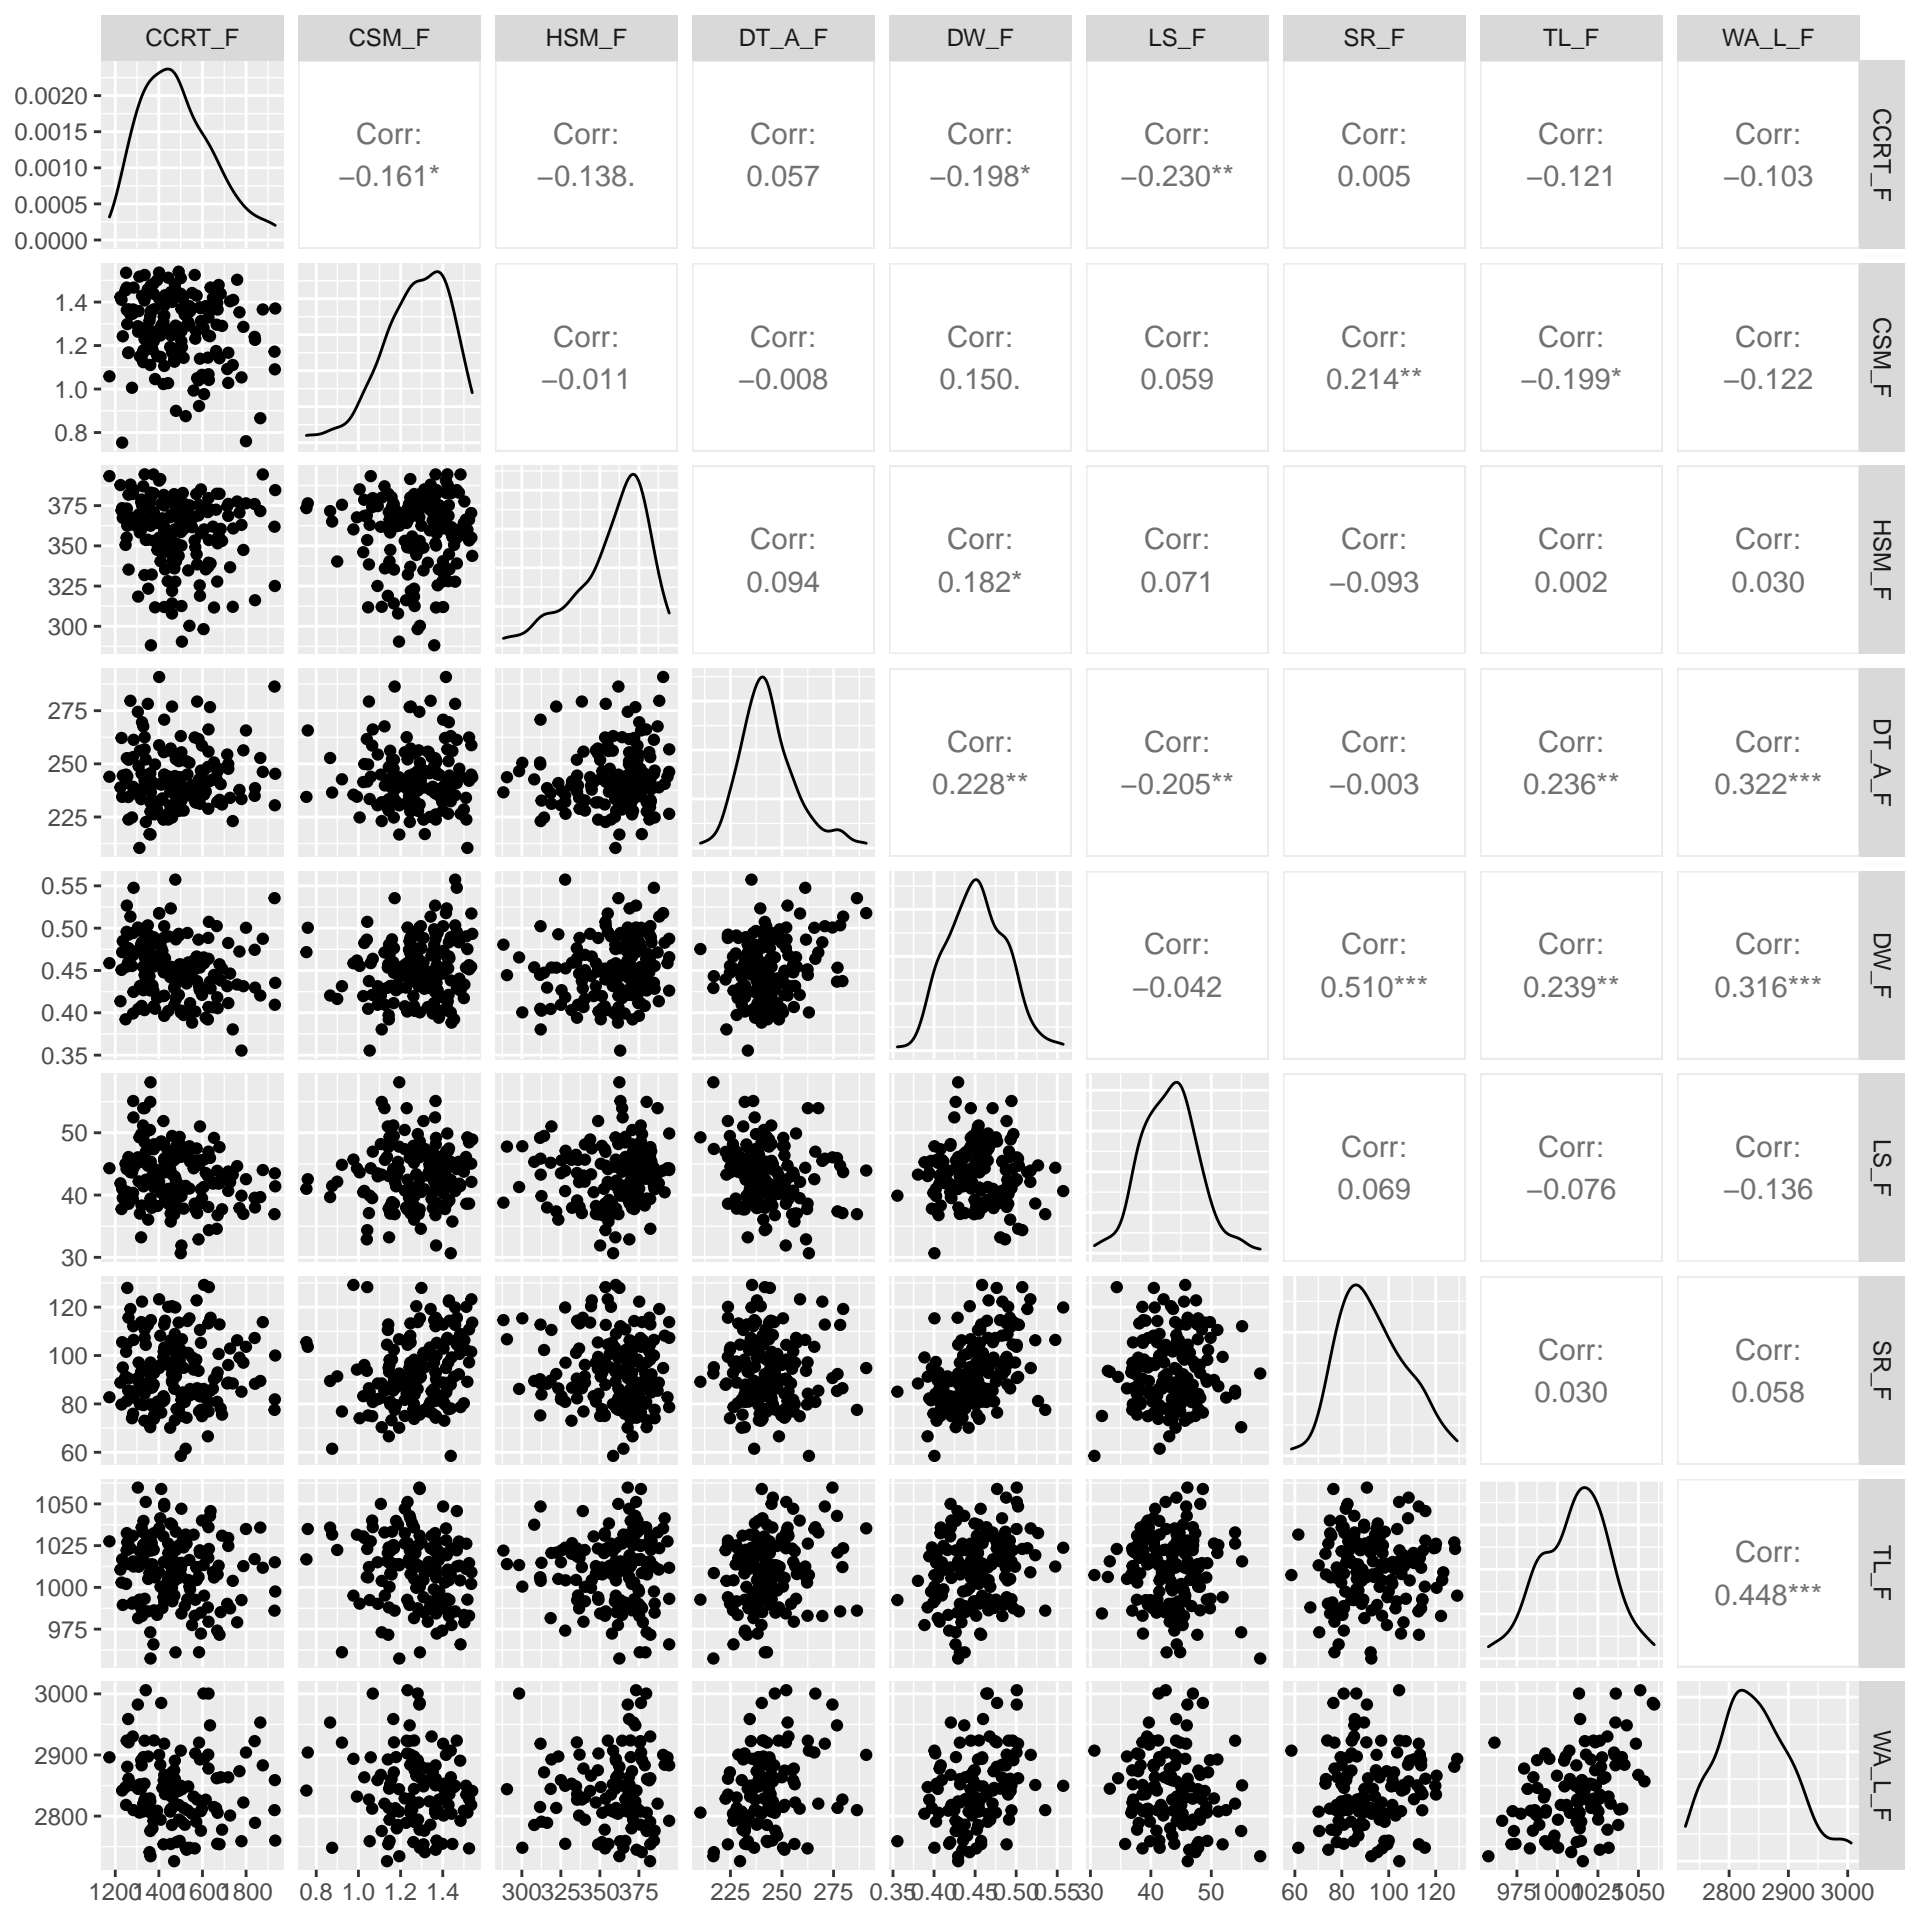 CCRT_F CSM_F HSM_F DT_A_F DW_F LS_F SR_F TL_F WA_L_F
0.0020
0.0015
0.0010
0.0005
0.0000
Corr: Corr: Corr: Corr: Corr: Corr: Corr: Corr:
−0.161* −0.138. 0.057 −0.198* −0.230** 0.005 −0.121 −0.103
CCRT_F
1.4
1.2
1.0
0.8
Corr: Corr: Corr: Corr: Corr: Corr: Corr:
−0.011 −0.008 0.150. 0.059 0.214** −0.199* −0.122
CSM_F
375
350
325
300
Corr: Corr: Corr: Corr: Corr: Corr:
0.094 0.182* 0.071 −0.093 0.002 0.030
HSM_F
275
250
225
Corr: Corr: Corr: Corr: Corr:
0.228** −0.205** −0.003 0.236** 0.322***
DT_A_F
0.55
0.50
0.45
0.40
0.35
Corr: Corr: Corr: Corr:
−0.042 0.510*** 0.239** 0.316***
DW_F
50
40
30
Corr: Corr: Corr:
0.069 −0.076 −0.136
LS_F
120
100
80
60
Corr: Corr:
0.030 0.058
SR_F
1050
1025
1000
975
Corr:
0.448***
TL_F
3000
2900
2800
WA_L_F
1200 1400 1600 1800 0.8 1.0 1.2 1.4 300 325 350 375 225 250 275 0.35 0.40 0.45 0.50 0.55 30 40 50 60 80 100 120 975 1000 1025 1050 2800 2900 3000